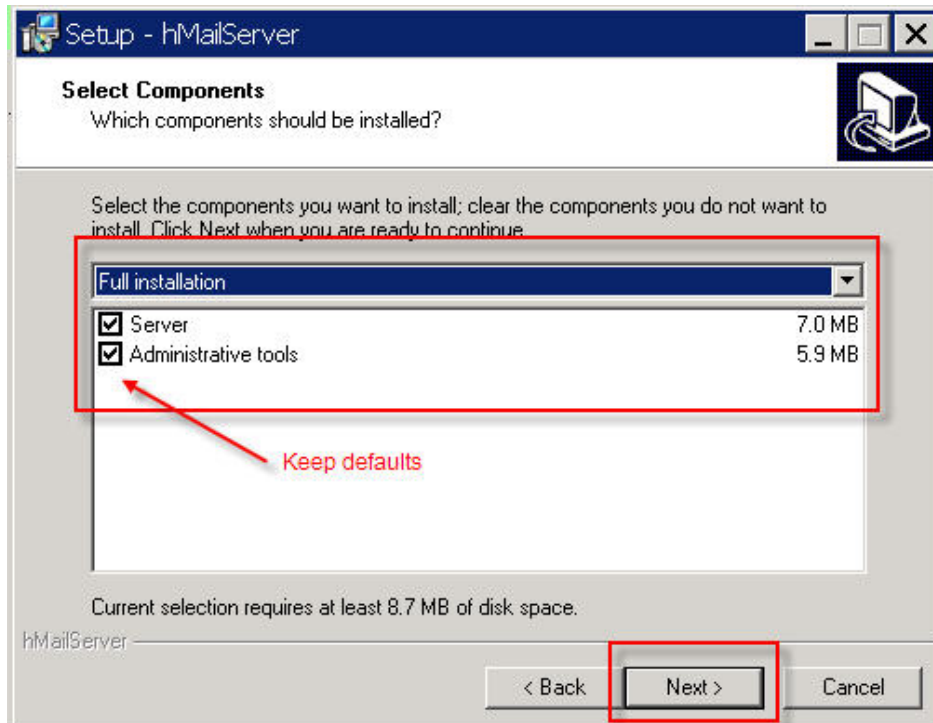 Setup - hMailServer
Select Components
Which components should be installed?
Select the components you want to install; clear the components you do not want to
install. Click Next when you are ready to continue.
Full installation
Server 7.0 MB
Administrative tools 5.9 MB
Keep defaults
Current selection requires at least 8.7 MB of disk space.
hMailServer
< Back Next > Cancel